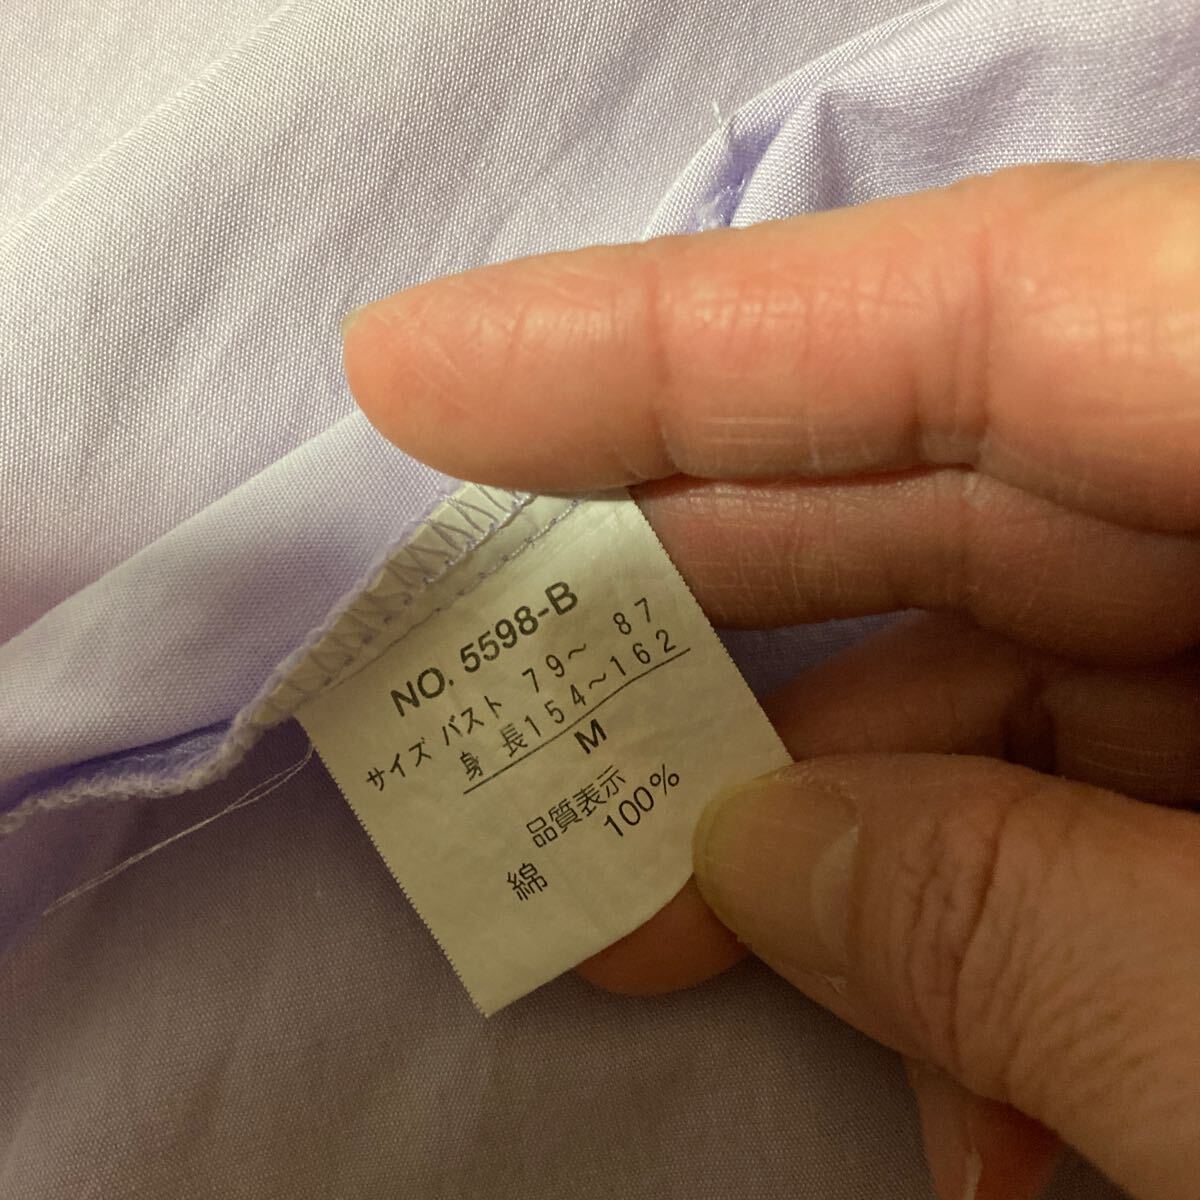 NO. 5598-B
サイズ バスト 79〜 87
身 長154〜162
M
品質表示
綿 100%